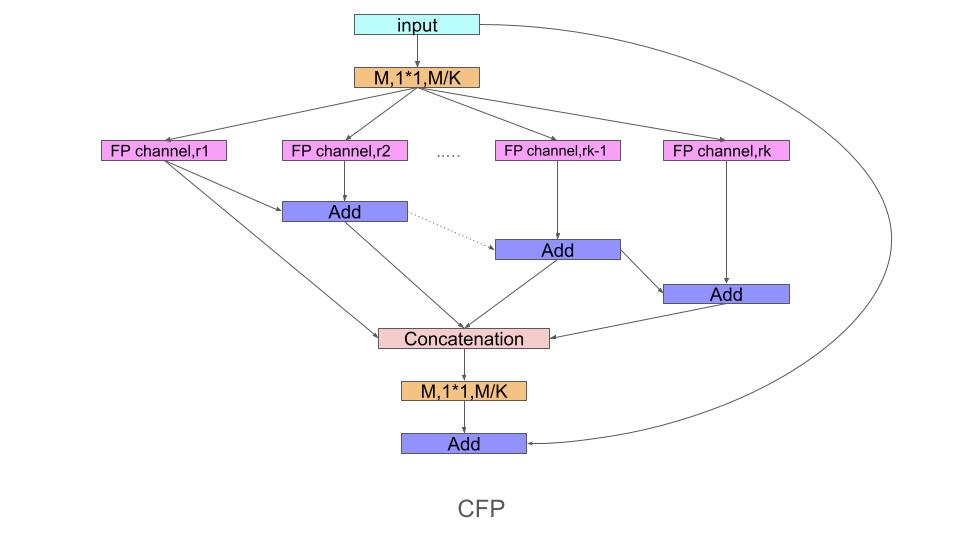 input
M,1*1,M/K
FP channel,r1
FP channel,r2
.....
FP channel,rk-1
FP channel,rk
Add
Add
Add
Concatenation
M,1*1,M/K
Add
CFP